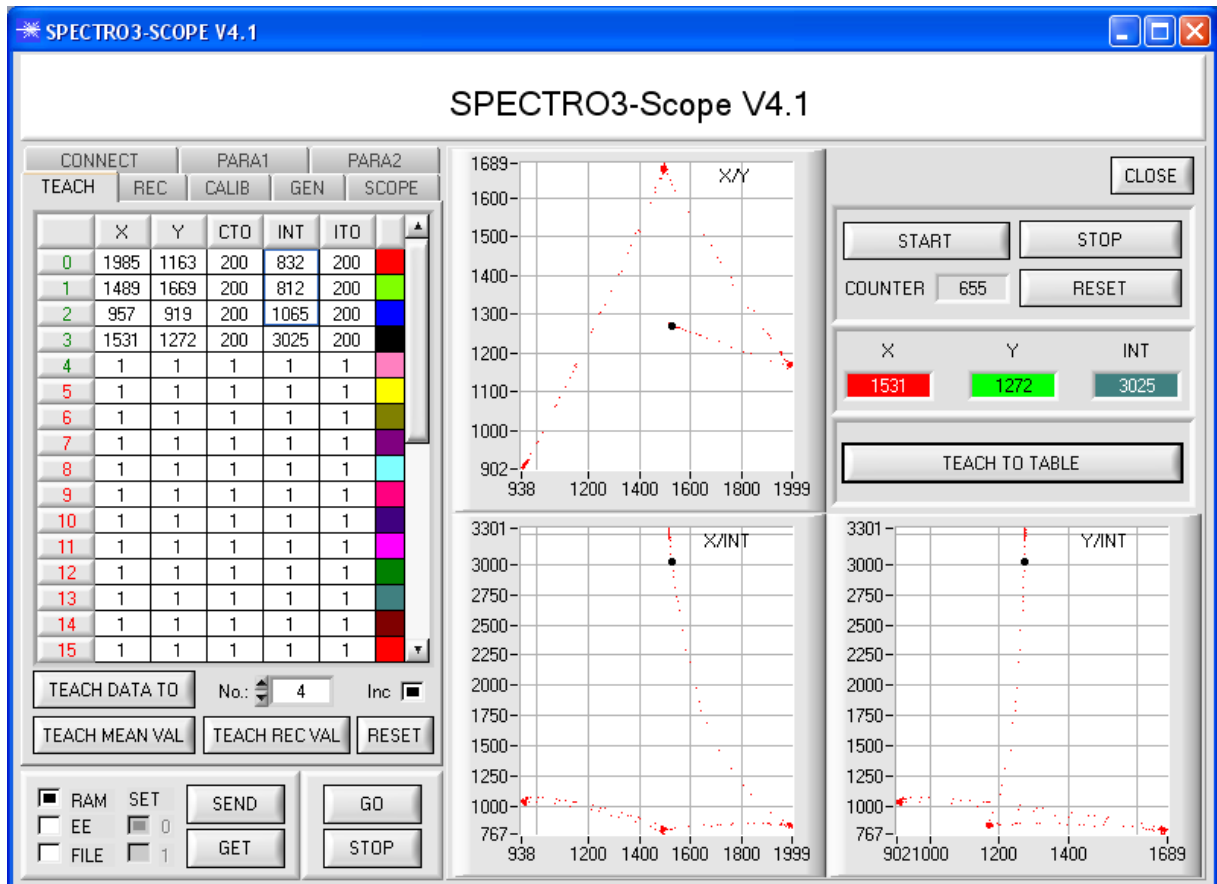 SPECTRO3-SCOPE V4.1
SPECTRO3-Scope V4.1
CONNECT PARA1 PARA2
TEACH REC CALIB GEN SCOPE
X Y CTO INT ITO
0 1985 1163 200 832 200
1 1489 1669 200 812 200
2 957 919 200 1065 200
3 1531 1272 200 3025 200
4 1 1 1 1 1
5 1 1 1 1 1
6 1 1 1 1 1
7 1 1 1 1 1
8 1 1 1 1 1
9 1 1 1 1 1
10 1 1 1 1 1
11 1 1 1 1 1
12 1 1 1 1 1
13 1 1 1 1 1
14 1 1 1 1 1
15 1 1 1 1 1
TEACH DATA TO No.: 4 Inc
TEACH MEAN VAL TEACH REC VAL RESET
RAM SET SEND GO
EE 0
FILE 1 GET STOP
X/Y
1689
1600
1500
1400
1300
1200
1100
1000
902
938 1200 1400 1600 1800 1999
CLOSE
START STOP
COUNTER 655 RESET
X Y INT
1531 1272 3025
TEACH TO TABLE
X/INT
3301
3000
2750
2500
2250
2000
1750
1500
1250
1000
767
938 1200 1400 1600 1800 1999
Y/INT
3301
3000
2750
2500
2250
2000
1750
1500
1250
1000
767
902 1000 1200 1400 1689